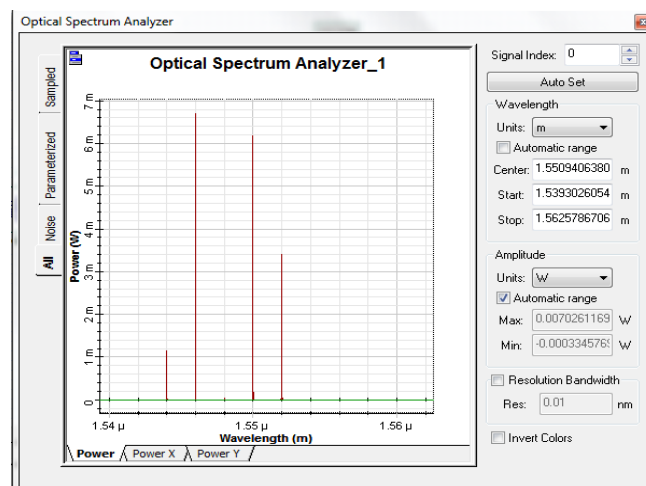 Optical Spectrum Analyzer
Signal Index: 0
Auto Set
Optical Spectrum Analyzer_1
Sampled
Parameterized
Noise
All
Power (W)
7 m
6 m
5 m
4 m
3 m
2 m
1 m
0
1.54 µ
1.55 µ
1.56 µ
Wavelength (m)
Power
Power X
Power Y
Wavelength
Units: m
Automatic range
Center: 1.5509406380 m
Start: 1.5393026054 m
Stop: 1.5625786706 m
Amplitude
Units: W
Automatic range
Max: 0.0070261169 W
Min: -0.000334576 W
Resolution Bandwidth
Res: 0.01 nm
Invert Colors